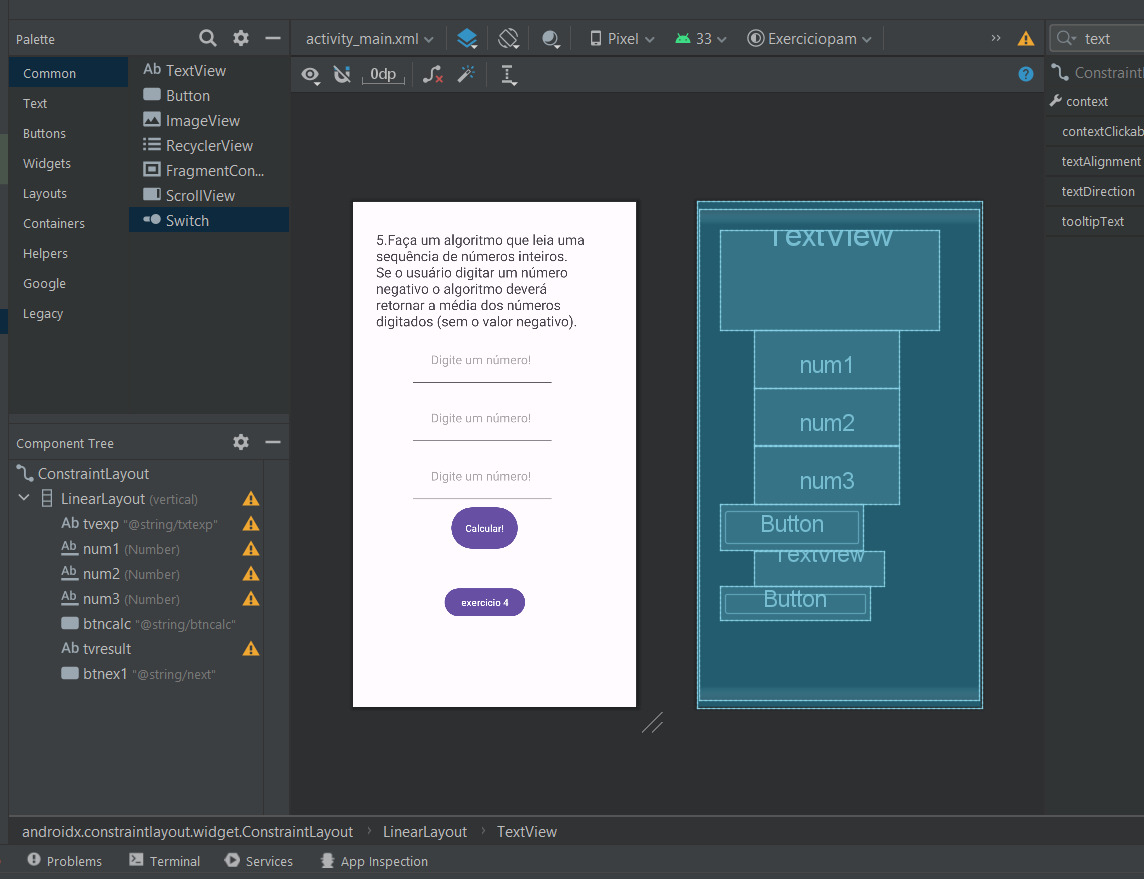 Palette
activity_main.xml
Pixel
33
Exerciciopam
text
Common
Text
Buttons
Widgets
Layouts
Containers
Helpers
Google
Legacy
Ab TextView
Button
ImageView
RecyclerView
FragmentCon...
ScrollView
Switch
0dp
?
Constraintl
context
contextClickab
textAlignment
textDirection
tooltipText
5.Faça um algoritmo que leia uma
sequência de números inteiros.
Se o usuário digitar um número
negativo o algoritmo deverá
retornar a média dos números
digitados (sem o valor negativo).
Digite um número!
Digite um número!
Digite um número!
Calcular!
exercicio 4
TextView
num1
num2
num3
Button
TextView
Button
Component Tree
ConstraintLayout
LinearLayout (vertical)
Ab tvexp "@string/txtexp"
Ab num1 (Number)
Ab num2 (Number)
Ab num3 (Number)
btncalc "@string/btncalc"
Ab tvresult
btnex1 "@string/next"
androidx.constraintlayout.widget.ConstraintLayout › LinearLayout › TextView
Problems
Terminal
Services
App Inspection